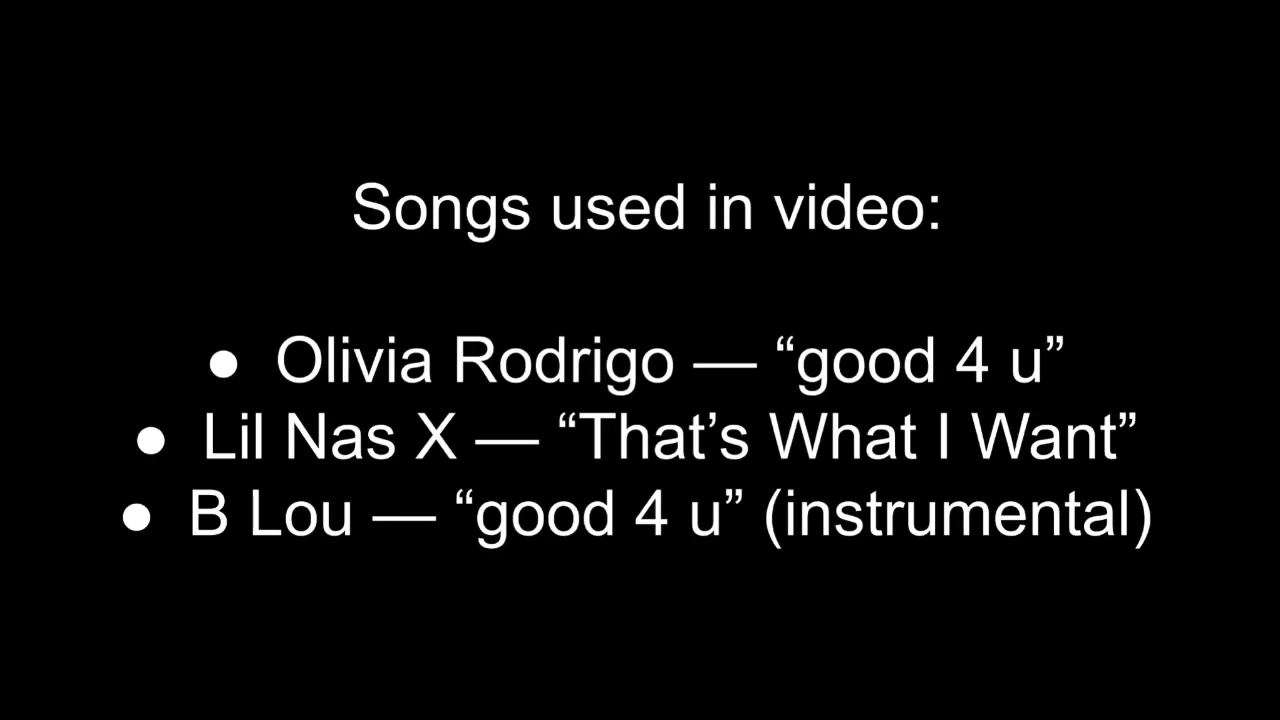 Songs used in video:
● Olivia Rodrigo — “good 4 u”
● Lil Nas X — “That’s What I Want”
● B Lou — “good 4 u” (instrumental)